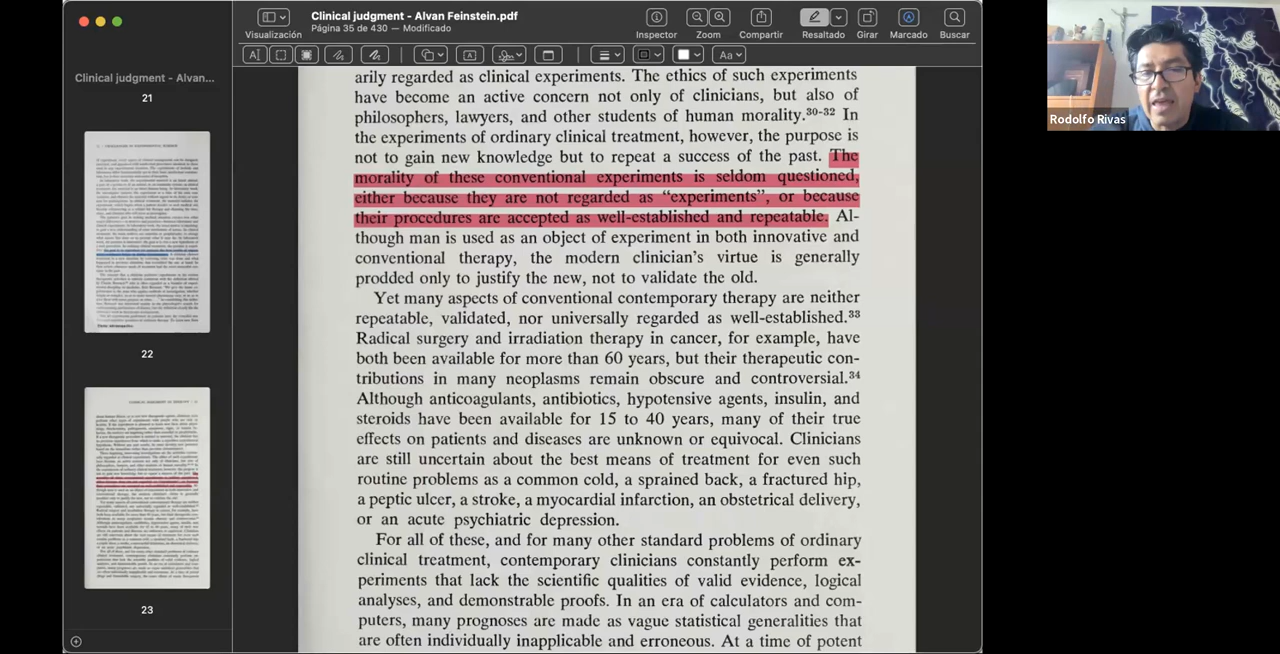 Clinical judgment - Alvan Feinstein.pdf
Página 35 de 430 — Modificado
Visualización
Inspector
Zoom
Compartir
Resaltado
Girar
Marcado
Buscar
Aa
Clinical judgment - Alvan...
21
22
23
arily regarded as clinical experiments. The ethics of such experiments
have become an active concern not only of clinicians, but also of
philosophers, lawyers, and other students of human morality.30-32 In
the experiments of ordinary clinical treatment, however, the purpose is
not to gain new knowledge but to repeat a success of the past. The
morality of these conventional experiments is seldom questioned,
either because they are not regarded as “experiments”, or because
their procedures are accepted as well-established and repeatable. Al-
though man is used as an object of experiment in both innovative and
conventional therapy, the modern clinician’s virtue is generally
public only to justify the new, not to validate the old.
Yet many aspects of conventional contemporary therapy are neither
repeatable, validated, nor universally regarded as well-established.33
Radical surgery and irradiation therapy in cancer, for example, have
both been available for more than 60 years, but their therapeutic con-
tributions in many neoplasms remain obscure and controversial.34
Although anticoagulants, antibiotics, hypotensive agents, insulin, and
steroids have been available for 15 to 40 years, many of their true
effects on patients and diseases are unknown or equivocal. Clinicians
are still uncertain about the best means of treatment for even such
routine problems as a common cold, a sprained back, a fractured hip,
a peptic ulcer, a stroke, a myocardial infarction, an obstetrical delivery,
or an acute psychiatric depression.
For all of these, and for many other standard problems of ordinary
clinical treatment, contemporary clinicians constantly perform ex-
periments that lack the scientific qualities of valid evidence, logical
analyses, and demonstrable proofs. In an era of calculators and com-
puters, many prognoses are made as vague statistical generalities that
are often individually inapplicable and erroneous. At a time of potent
Rodolfo Rivas